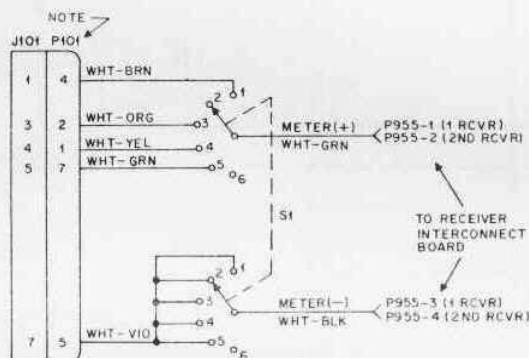 NOTE
J101 P101
1 4 WHT-BRN
1
2
3 2 WHT-ORG 3
METER(+) P955-1 (1 RCVR)
4 1 WHT-YEL 4
WHT-GRN P955-2 (2ND RCVR)
5 7 WHT-GRN 5
6
S1
TO RECEIVER
INTERCONNECT
BOARD
1
2
3
METER(—) P955-3 (1 RCVR)
4
WHT-BLK P955-4 (2ND RCVR)
7 5 WHT-VIO 5
6